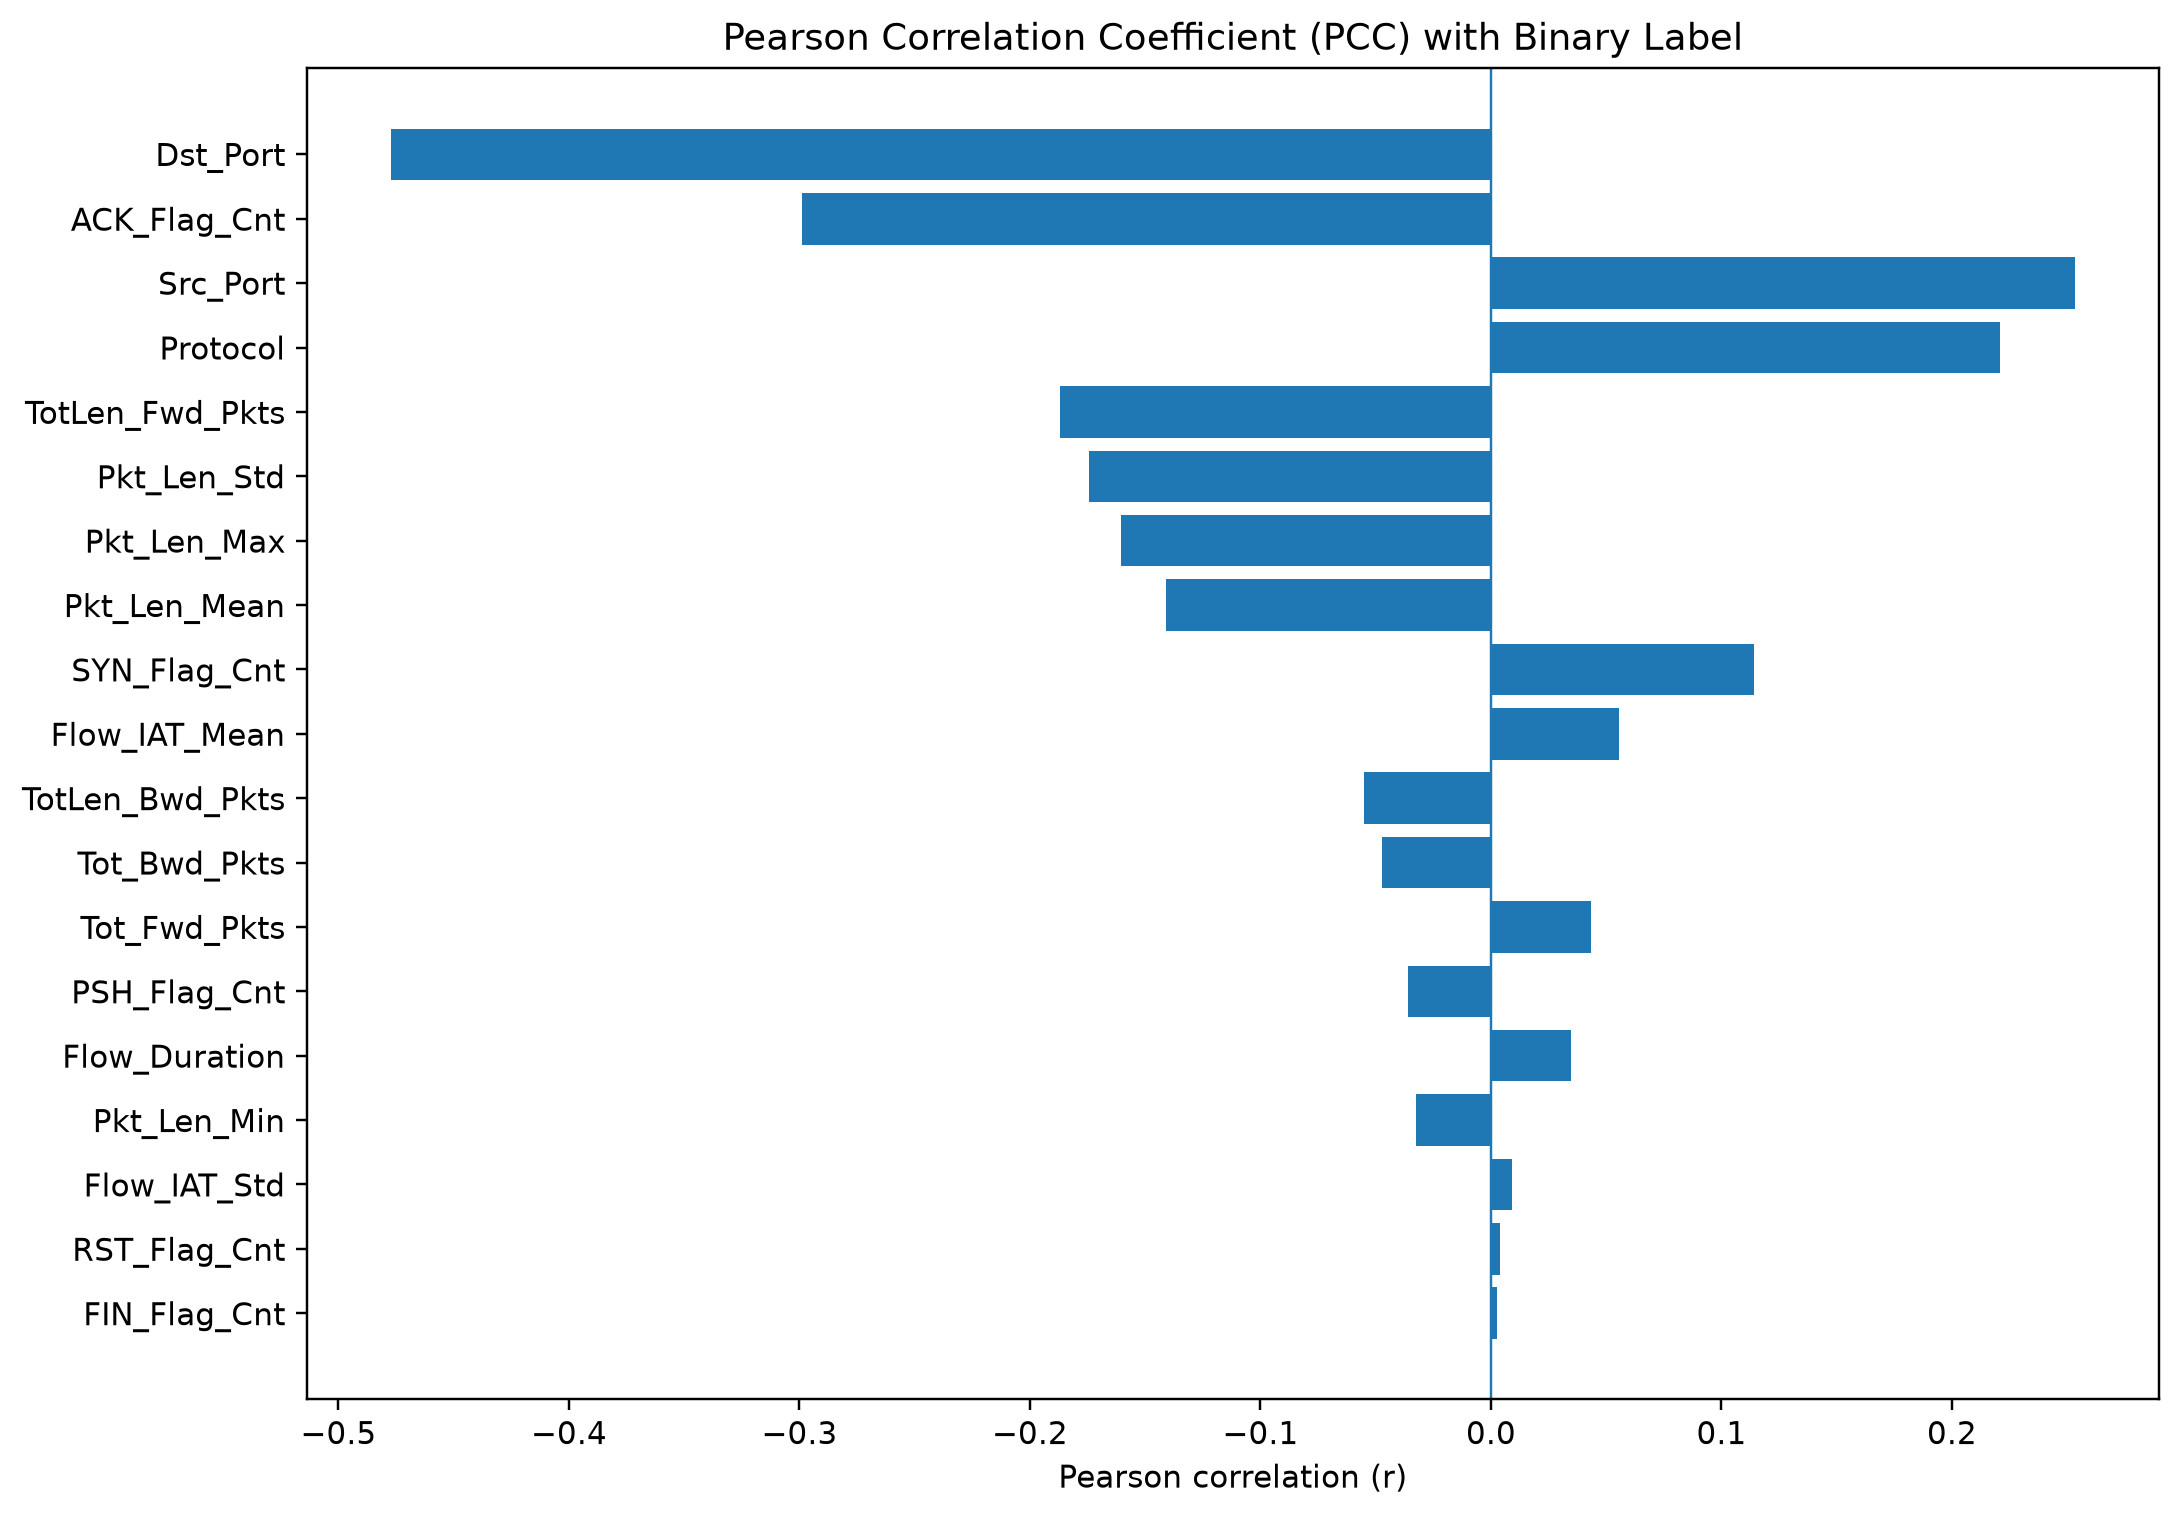 Pearson Correlation Coefficient (PCC) with Binary Label
Dst_Port
ACK_Flag_Cnt
Src_Port
Protocol
TotLen_Fwd_Pkts
Pkt_Len_Std
Pkt_Len_Max
Pkt_Len_Mean
SYN_Flag_Cnt
Flow_IAT_Mean
TotLen_Bwd_Pkts
Tot_Bwd_Pkts
Tot_Fwd_Pkts
PSH_Flag_Cnt
Flow_Duration
Pkt_Len_Min
Flow_IAT_Std
RST_Flag_Cnt
FIN_Flag_Cnt
−0.5 −0.4 −0.3 −0.2 −0.1 0.0 0.1 0.2
Pearson correlation (r)